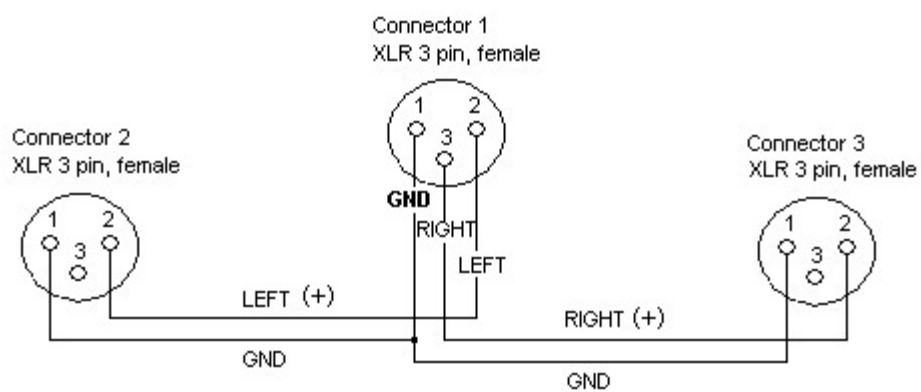 Connector 1
XLR 3 pin, female
1 2
3
GND
RIGHT
LEFT
Connector 2
XLR 3 pin, female
1 2
3
Connector 3
XLR 3 pin, female
1 2
3
LEFT (+)
GND
RIGHT (+)
GND